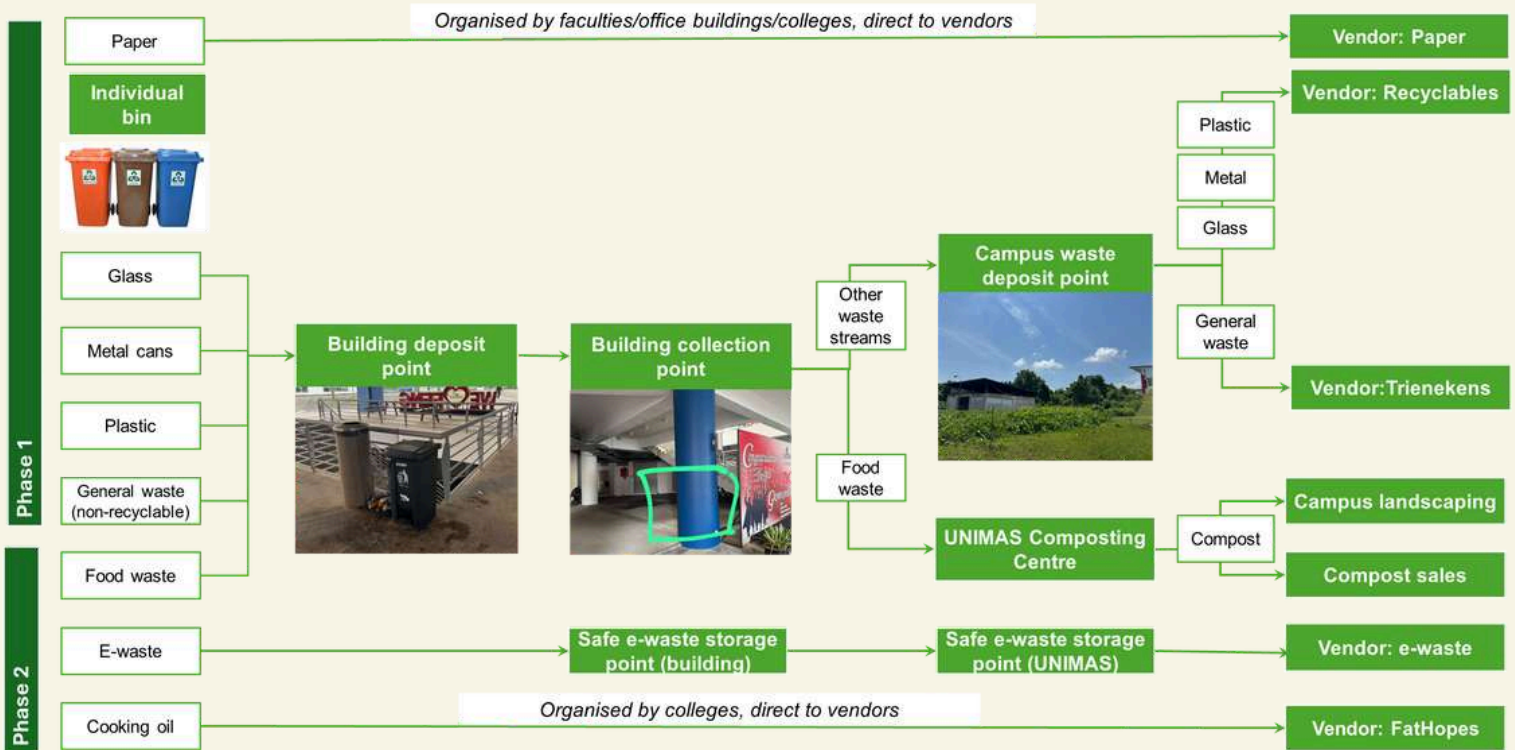 Organised by faculties/office buildings/colleges, direct to vendors
Phase 1
Paper
Vendor: Paper
Individual
bin
Vendor: Recyclables
Plastic
Metal
Glass
Glass
Metal cans
Plastic
General waste
(non-recyclable)
Building deposit
point
Building collection
point
Other
waste
streams
Campus waste
deposit point
General
waste
Vendor:Trienekens
Food
waste
Phase 2
Food waste
UNIMAS Composting
Centre
Compost
Campus landscaping
Compost sales
E-waste
Safe e-waste storage
point (building)
Safe e-waste storage
point (UNIMAS)
Vendor: e-waste
Cooking oil
Organised by colleges, direct to vendors
Vendor: FatHopes